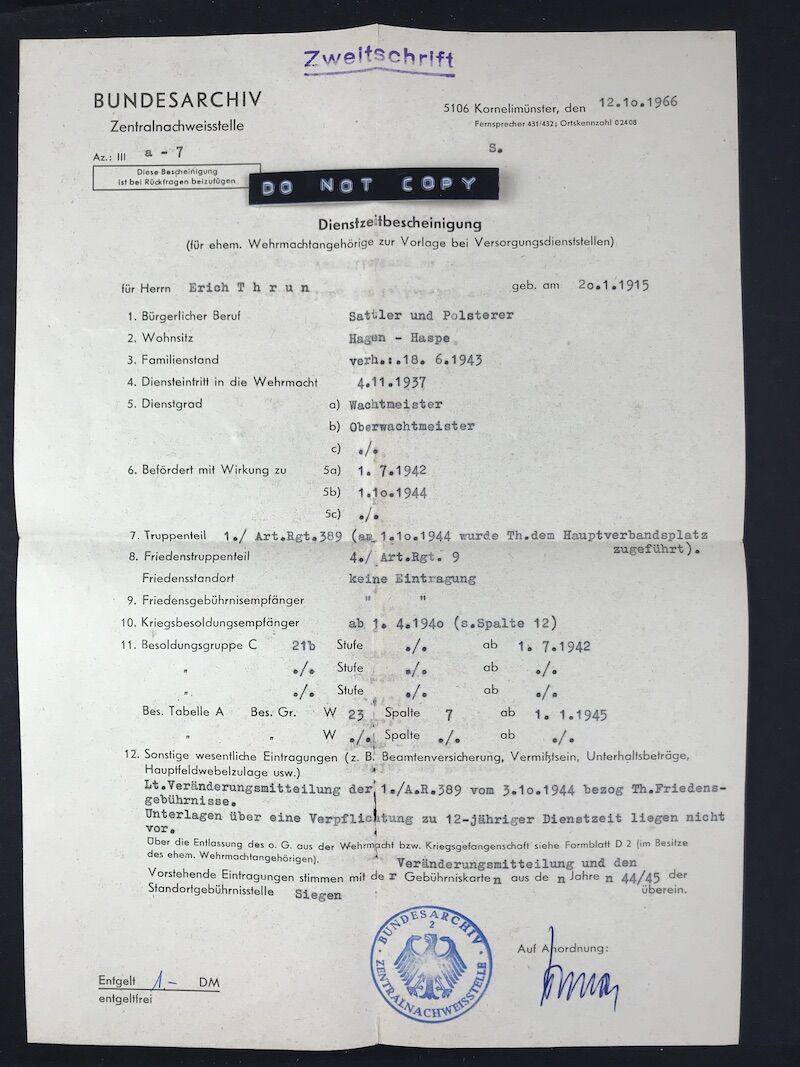 Zweitschrift
BUNDESARCHIV
Zentralnachweisstelle
5106 Kornelimünster, den 12.10.1966
Fernsprecher 431/432; Ortskennzahl 02408
Az.: III a - 7
S.
Diese Bescheinigung
ist bei Rückfragen beizufügen
DO NOT COPY
Dienstzeitbescheinigung
(für ehem. Wehrmachtangehörige zur Vorlage bei Versorgungsdienststellen)
für Herrn Erich T h r u n geb. am 20.1.1915
1. Bürgerlicher Beruf Sattler und Polsterer
2. Wohnsitz Hagen - Haspe
3. Familienstand verh.:.18. 6.1943
4. Diensteintritt in die Wehrmacht 4.11.1937
5. Dienstgrad a) Wachtmeister
b) Oberwachtmeister
c) ./.
6. Befördert mit Wirkung zu 5a) 1. 7.1942
5b) 1.10.1944
5c) ./.
7. Truppenteil 1./ Art.Rgt.389 (am 1.10.1944 wurde Th.dem Hauptverbandsplatz
zugeführt).
8. Friedenstruppenteil 4./ Art.Rgt. 9
Friedensstandort keine Eintragung
9. Friedensgebührnisempfänger " "
10. Kriegsbesoldungsempfänger ab 1. 4.1940 (s.Spalte 12)
11. Besoldungsgruppe C 21b Stufe ./. ab 1. 7.1942
" ./. Stufe ./. ab ./.
" ./. Stufe ./. ab ./.
Bes. Tabelle A Bes. Gr. W 23 Spalte 7 ab 1. 1.1945
" " W ./. Spalte ./. ab ./.
12. Sonstige wesentliche Eintragungen (z. B. Beamtenversicherung, Vermißtsein, Unterhaltsbeträge,
Hauptfeldwebelzulage usw.)
Lt.Veränderungsmitteilung der 1./A.R.389 vom 3.10.1944 bezog Th.Friedens-
gebührnisse.
Unterlagen über eine Verpflichtung zu 12-jähriger Dienstzeit liegen nicht
vor.
Über die Entlassung des o. G. aus der Wehrmacht bzw. Kriegsgefangenschaft siehe Formblatt D 2 (im Besitze
des ehem. Wehrmachtangehörigen).
Veränderungsmitteilung und den
Vorstehende Eintragungen stimmen mit der Gebührniskarten aus den Jahren 44/45 der
Standortgebührnisstelle Siegen überein.
BUNDESARCHIV
2
ZENTRALNACHWEISSTELLE
Auf Anordnung:
Entgelt 1.- DM
entgeltfrei